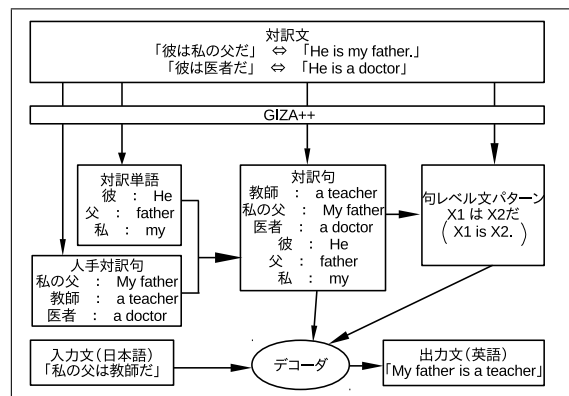 対訳文
「彼は私の父だ」 ⇔ 「He is my father.」
「彼は医者だ」 ⇔ 「He is a doctor」
GIZA++
対訳単語
彼 : He
父 : father
私 : my
人手対訳句
私の父 : My father
教師 : a teacher
医者 : a doctor
対訳句
教師 : a teacher
私の父 : My father
医者 : a doctor
彼 : He
父 : father
私 : my
句レベル文パターン
X1 は X2だ
( X1 is X2. )
入力文(日本語)
「私の父は教師だ」
デコーダ
出力文(英語)
「My father is a teacher」